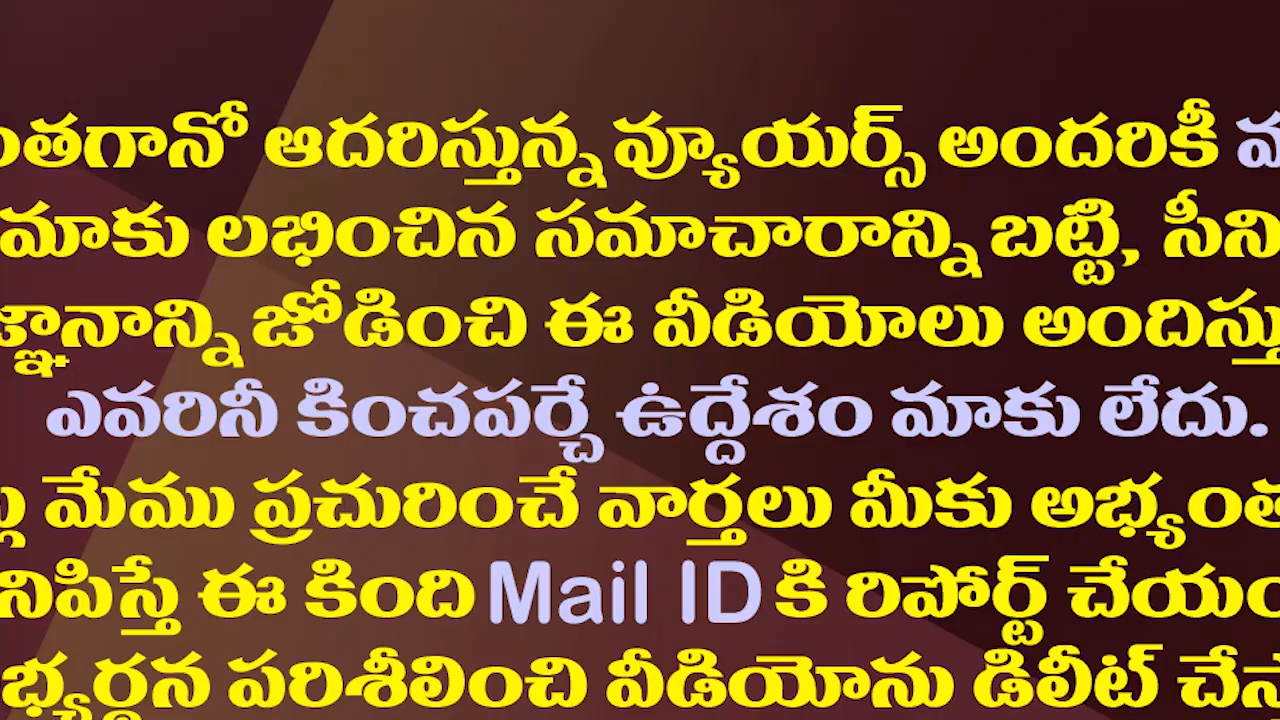 ఆదరిస్తున్న వ్యూయర్స్ అందరికీ
మాకు లభించిన సమాచారాన్ని బట్టి,
జోడించి ఈ వీడియోలు
ఎవరినీ కించపర్చే ఉద్దేశం మాకు లేదు.
మేము ప్రచురించే వార్తలు మీకు
ఈ కింది Mail ID కి రిపోర్ట్
పరిశీలించి వీడియోను డిలీట్